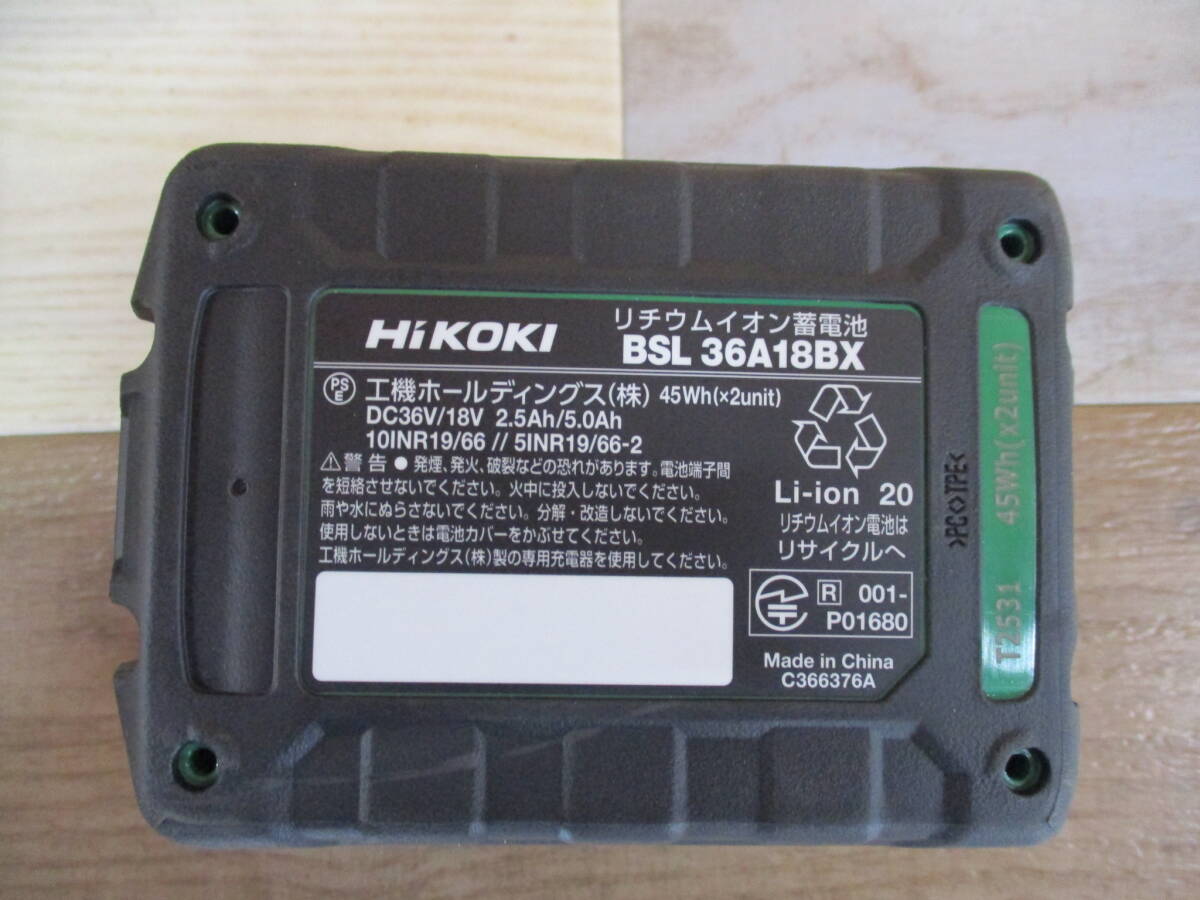 HiKOKI
リチウムイオン蓄電池
BSL 36A18BX
PSE 工機ホールディングス(株) 45Wh(×2unit)
DC36V/18V 2.5Ah/5.0Ah
10INR19/66 // 5INR19/66-2
⚠警告 ● 発煙、発火、破裂などの恐れがあります。電池端子間
を短絡させないでください。火中に投入しないでください。
雨や水にぬらさないでください。分解・改造しないでください。
使用しないときは電池カバーをかぶせてください。
工機ホールディングス(株)製の専用充電器を使用してください。
Li-ion 20
リチウムイオン電池は
リサイクルへ
R 001-
P01680
Made in China
C366376A
>PC<>TPE<
T2531 45Wh(x2unit)